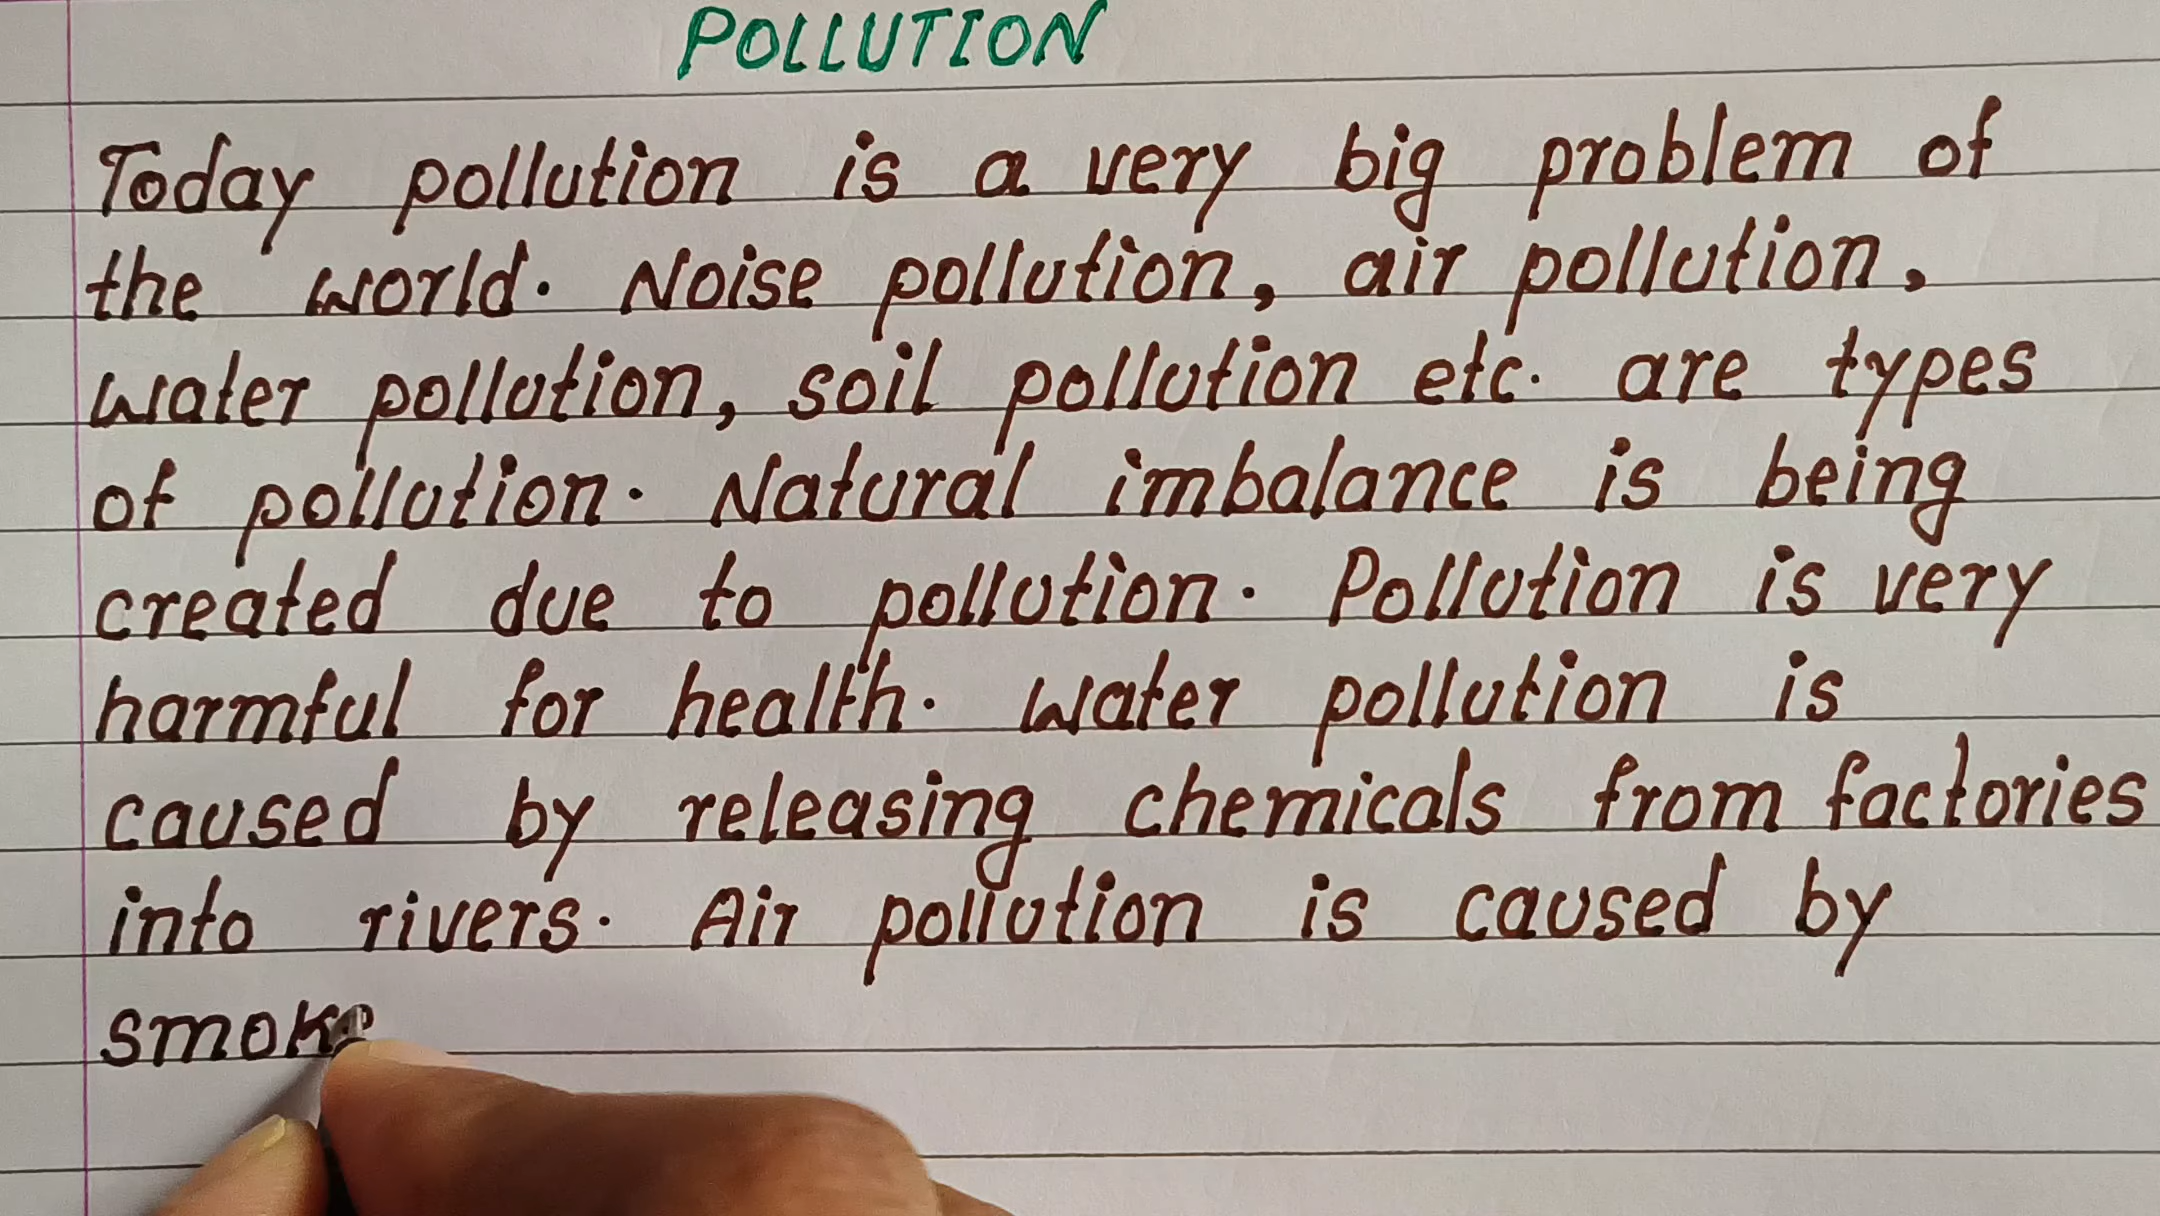 POLLUTION
Today pollution is a very big problem of
the world. Noise pollution, air pollution,
water pollution, soil pollution etc. are types
of pollution. Natural imbalance is being
created due to pollution. Pollution is very
harmful for health. Water pollution is
caused by releasing chemicals from factories
into rivers. Air pollution is caused by
smoke